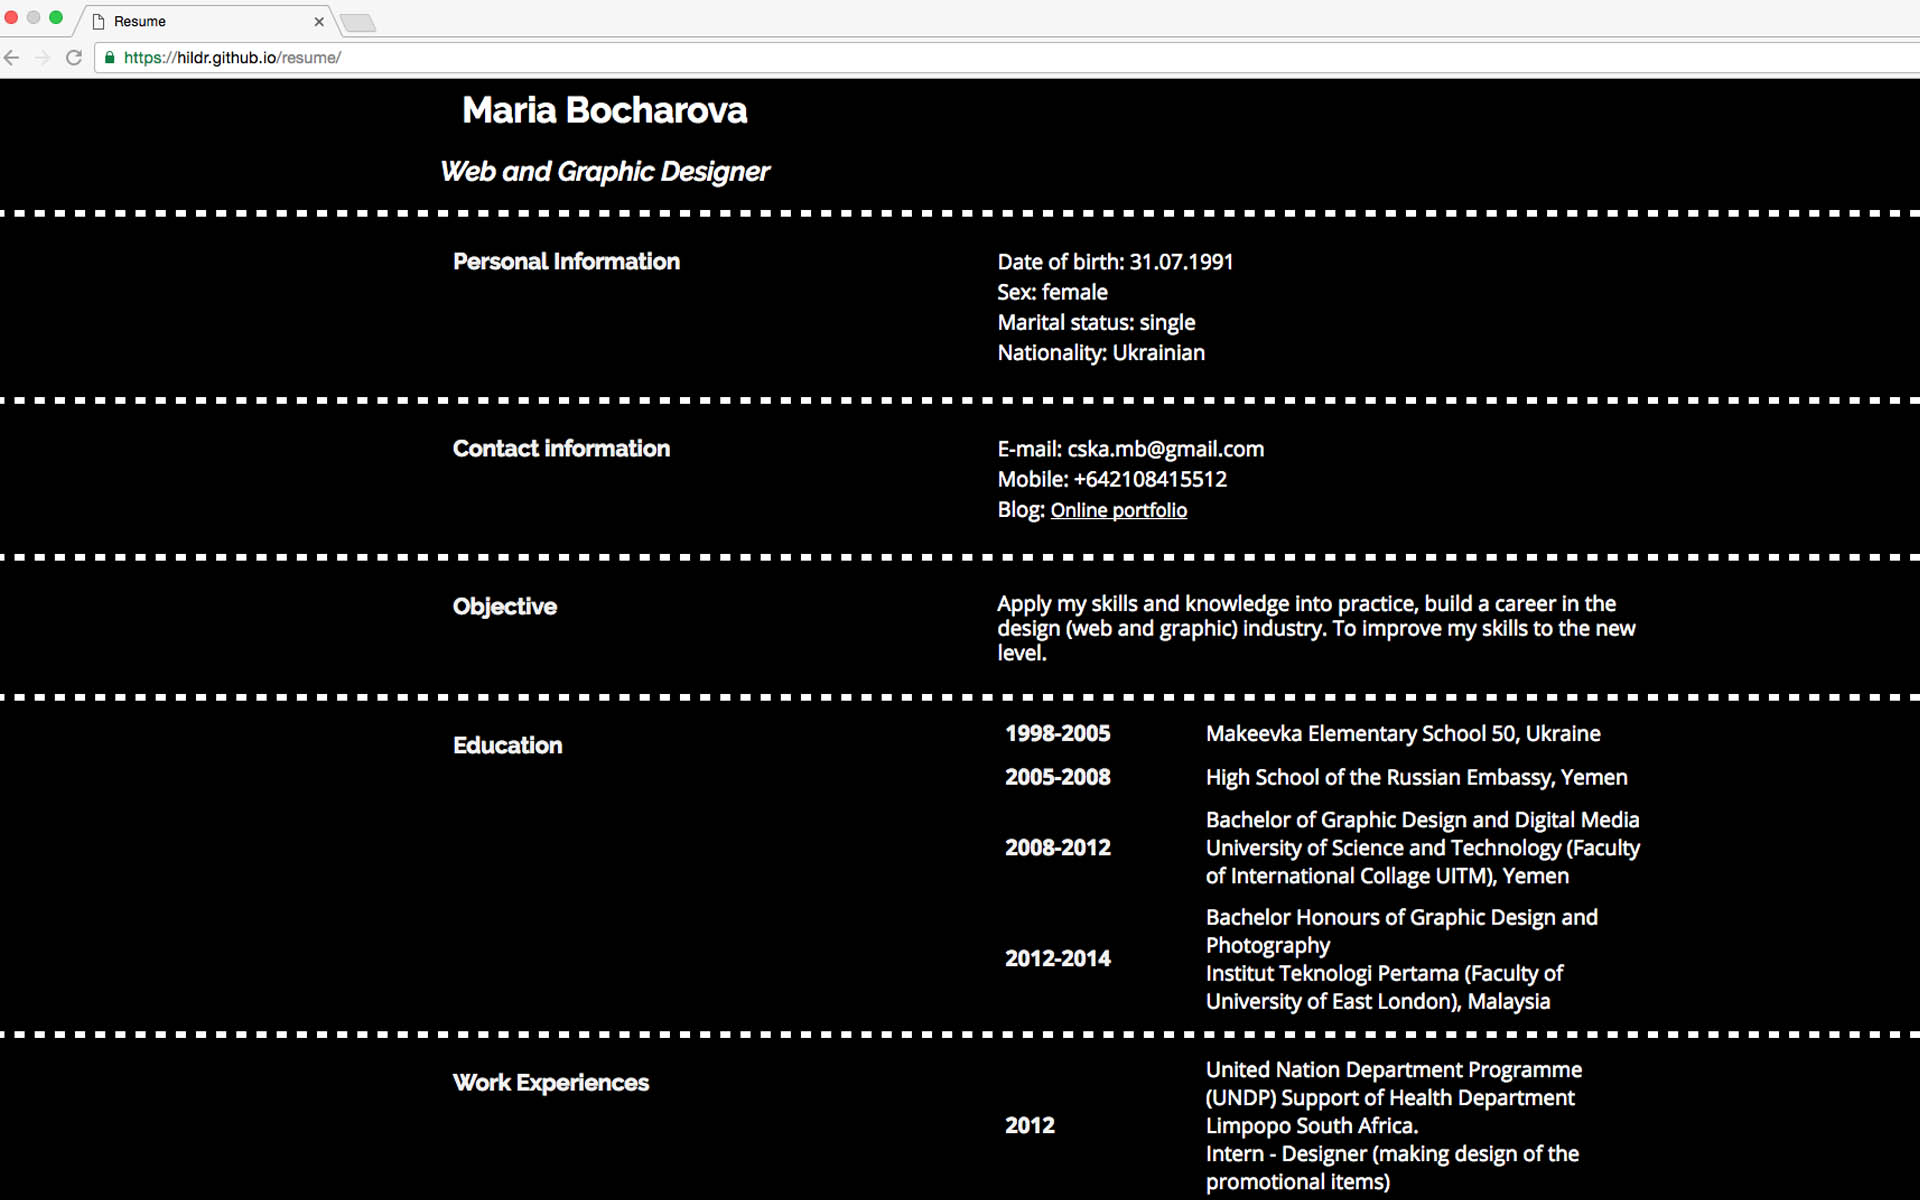 Resume
https://hildr.github.io/resume/
Maria Bocharova
Web and Graphic Designer
Personal Information
Date of birth: 31.07.1991
Sex: female
Marital status: single
Nationality: Ukrainian
Contact information
E-mail: cska.mb@gmail.com
Mobile: +642108415512
Blog: Online portfolio
Objective
Apply my skills and knowledge into practice, build a career in the
design (web and graphic) industry. To improve my skills to the new
level.
Education
1998-2005 Makeevka Elementary School 50, Ukraine
2005-2008 High School of the Russian Embassy, Yemen
2008-2012
Bachelor of Graphic Design and Digital Media
University of Science and Technology (Faculty
of International Collage UITM), Yemen
2012-2014
Bachelor Honours of Graphic Design and
Photography
Institut Teknologi Pertama (Faculty of
University of East London), Malaysia
Work Experiences
2012
United Nation Department Programme
(UNDP) Support of Health Department
Limpopo South Africa.
Intern - Designer (making design of the
promotional items)